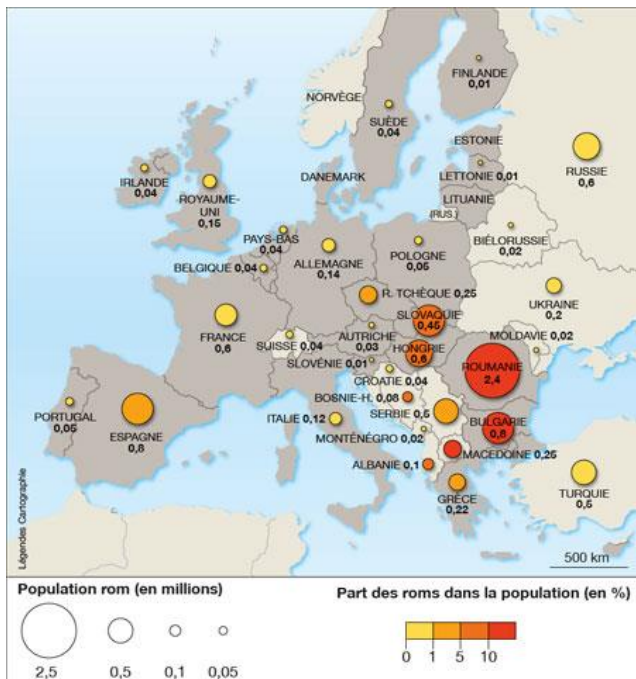 FINLANDE
0,01
NORVÈGE
SUÈDE
0,04
ESTONIE
RUSSIE
0,6
LETTONIE 0,01
IRLANDE
0,04
DANEMARK
LITUANIE
(RUS.)
ROYAUME-
UNI
0,15
BIÉLORUSSIE
0,02
PAYS-BAS
0,04
ALLEMAGNE
0,14
POLOGNE
0,05
BELGIQUE 0,04
R. TCHÈQUE 0,25
UKRAINE
0,2
SLOVAQUIE
0,45
FRANCE
0,6
SUISSE 0,04
AUTRICHE
0,03
MOLDAVIE 0,02
HONGRIE
0,6
SLOVÉNIE 0,01
ROUMANIE
2,4
CROATIE 0,04
PORTUGAL
0,05
ESPAGNE
0,8
BOSNIE-H. 0,08
SERBIE 0,5
ITALIE 0,12
BULGARIE
0,8
MONTÉNÉGRO 0,02
MACÉDOINE 0,25
ALBANIE 0,1
GRÈCE
0,22
TURQUIE
0,5
Légendes Cartographie
500 km
Population rom (en millions)
2,5 0,5 0,1 0,05
Part des roms dans la population (en %)
0 1 5 10